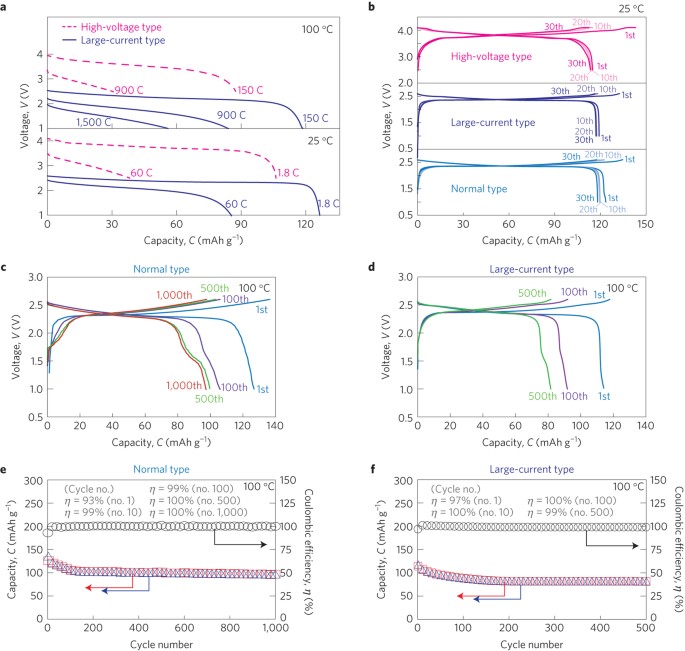 a
High-voltage type
Large-current type
100 °C
4
3
2
1
900 C
150 C
1,500 C
900 C
150 C
25 °C
4
3
2
1
60 C
1.8 C
60 C
1.8 C
Voltage, V (V)
0
30
60
90
120
Capacity, C (mAh g⁻¹)
b
25 °C
4.0
3.0
2.0
30th
20th
10th
1st
High-voltage type
30th
1st
20th
10th
2.5
1.5
30th
20th
10th
1st
Large-current type
10th
20th
30th
1st
2.5
1.5
0.5
30th
20th
10th
1st
Normal type
30th
1st
20th
10th
Voltage, V (V)
0
30
60
90
120
150
Capacity, C (mAh g⁻¹)
c
Normal type
100 °C
3.0
2.5
2.0
1.5
1.0
0.5
500th
1,000th
100th
1st
1,000th
100th
500th
1st
Voltage, V (V)
0
20
40
60
80
100
120
140
Capacity, C (mAh g⁻¹)
d
Large-current type
100 °C
3.0
2.5
2.0
1.5
1.0
0.5
500th
100th
1st
500th
100th
1st
Voltage, V (V)
0
20
40
60
80
100
120
140
Capacity, C (mAh g⁻¹)
e
Normal type
100 °C
300
250
200
150
100
50
0
150
100
50
0
(Cycle no.)
η = 99% (no. 100)
η = 93% (no. 1)
η = 100% (no. 500)
η = 99% (no. 10)
η = 100% (no. 1,000)
Capacity, C (mAh g⁻¹)
Coulombic efficiency, η (%)
0
200
400
600
800
1,000
Cycle number
f
Large-current type
100 °C
300
250
200
150
100
50
0
150
100
50
0
(Cycle no.)
η = 97% (no. 1)
η = 100% (no. 100)
η = 100% (no. 10)
η = 99% (no. 500)
Capacity, C (mAh g⁻¹)
Coulombic efficiency, η (%)
0
100
200
300
400
500
Cycle number